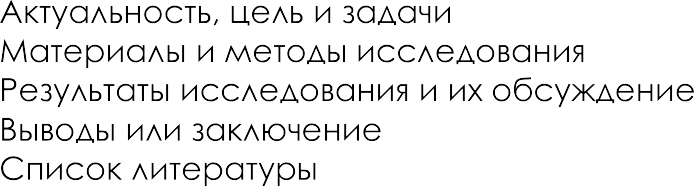 Актуальность, цель и задачи
Материалы и методы исследования
Результаты исследования и их обсуждение
Выводы или заключение
Список литературы